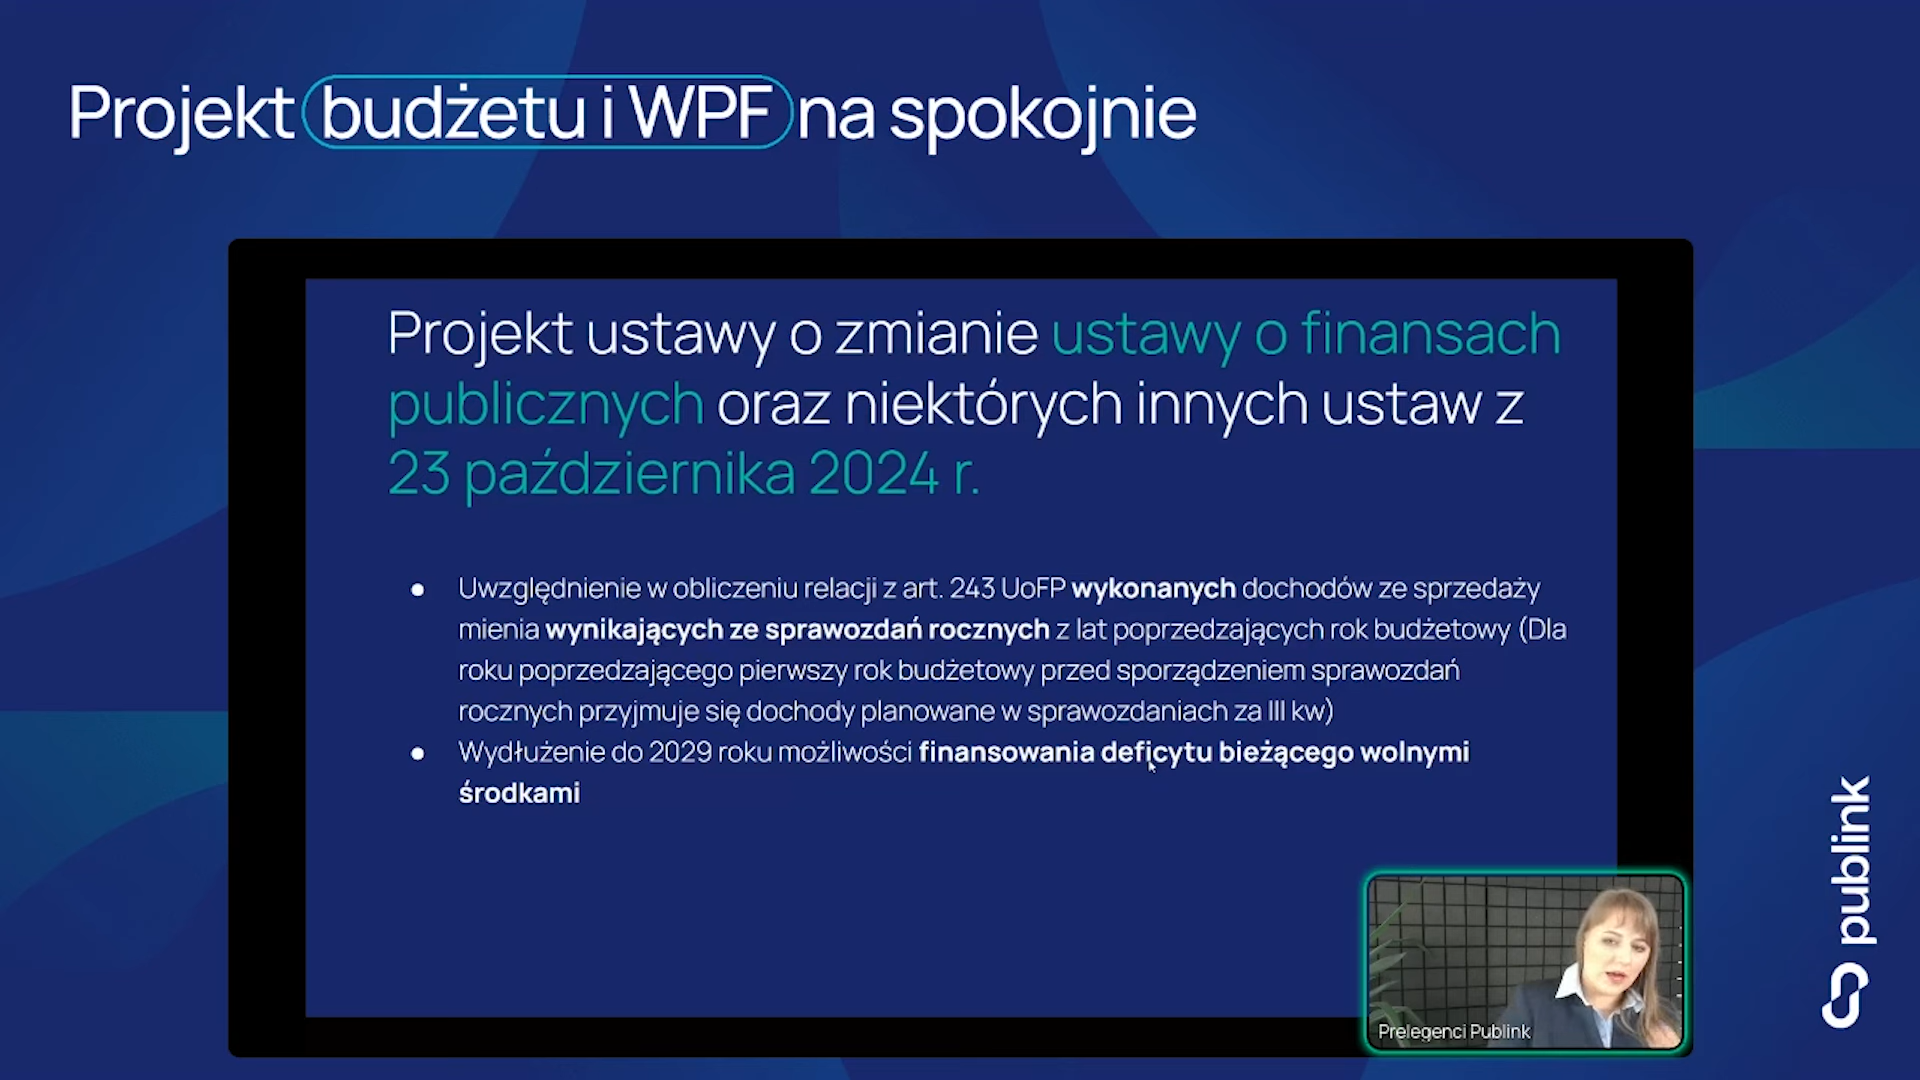 Projekt budżetu i WPF na spokojnie
Projekt ustawy o zmianie ustawy o finansach
publicznych oraz niektórych innych ustaw z
23 października 2024 r.
● Uwzględnienie w obliczeniu relacji z art. 243 UoFP wykonanych dochodów ze sprzedaży
mienia wynikających ze sprawozdań rocznych z lat poprzedzających rok budżetowy (Dla
roku poprzedzającego pierwszy rok budżetowy przed sporządzeniem sprawozdań
rocznych przyjmuje się dochody planowane w sprawozdaniach za III kw)
● Wydłużenie do 2029 roku możliwości finansowania deficytu bieżącego wolnymi
środkami
Prelegenci Publink
publink